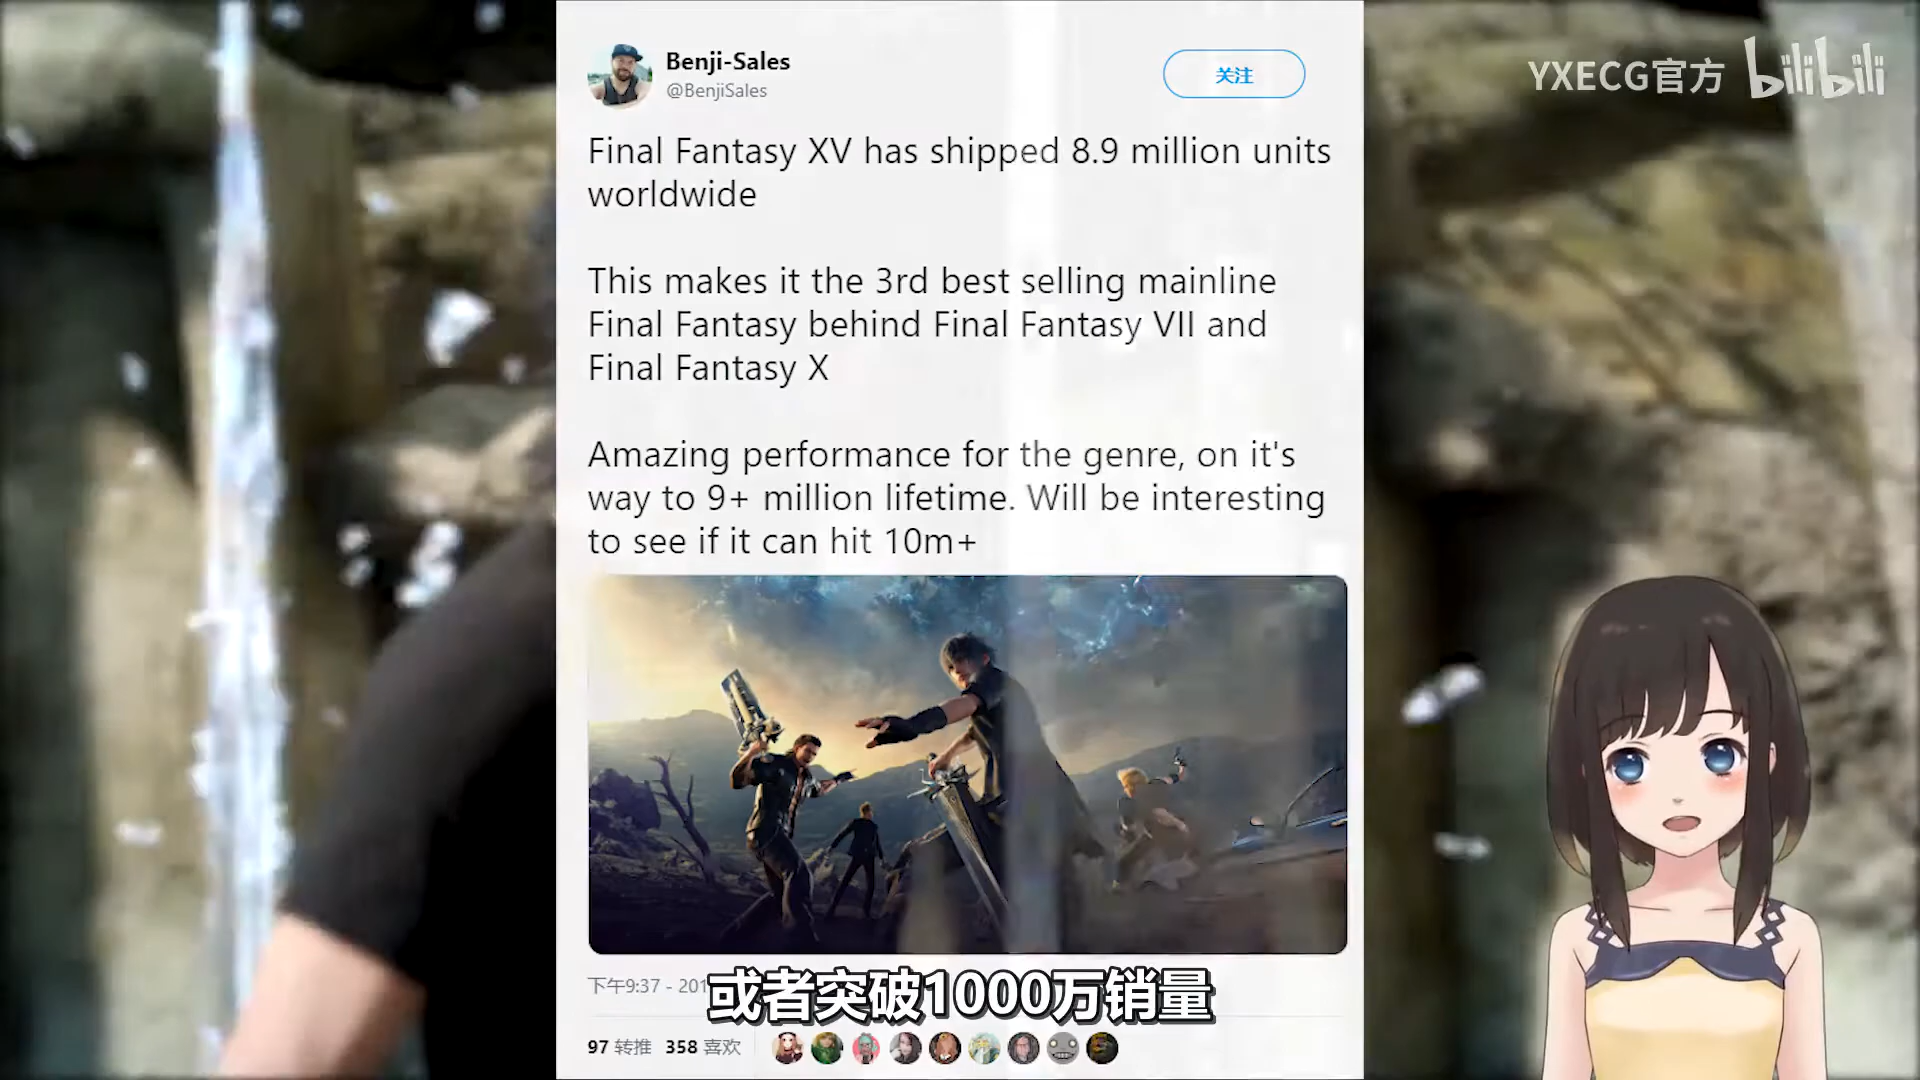 Benji-Sales
@BenjiSales
关注
YXECG官方 bilibili
Final Fantasy XV has shipped 8.9 million units
worldwide
This makes it the 3rd best selling mainline
Final Fantasy behind Final Fantasy VII and
Final Fantasy X
Amazing performance for the genre, on it's
way to 9+ million lifetime. Will be interesting
to see if it can hit 10m+
下午9:37 - 201
或者突破1000万销量
97 转推 358 喜欢